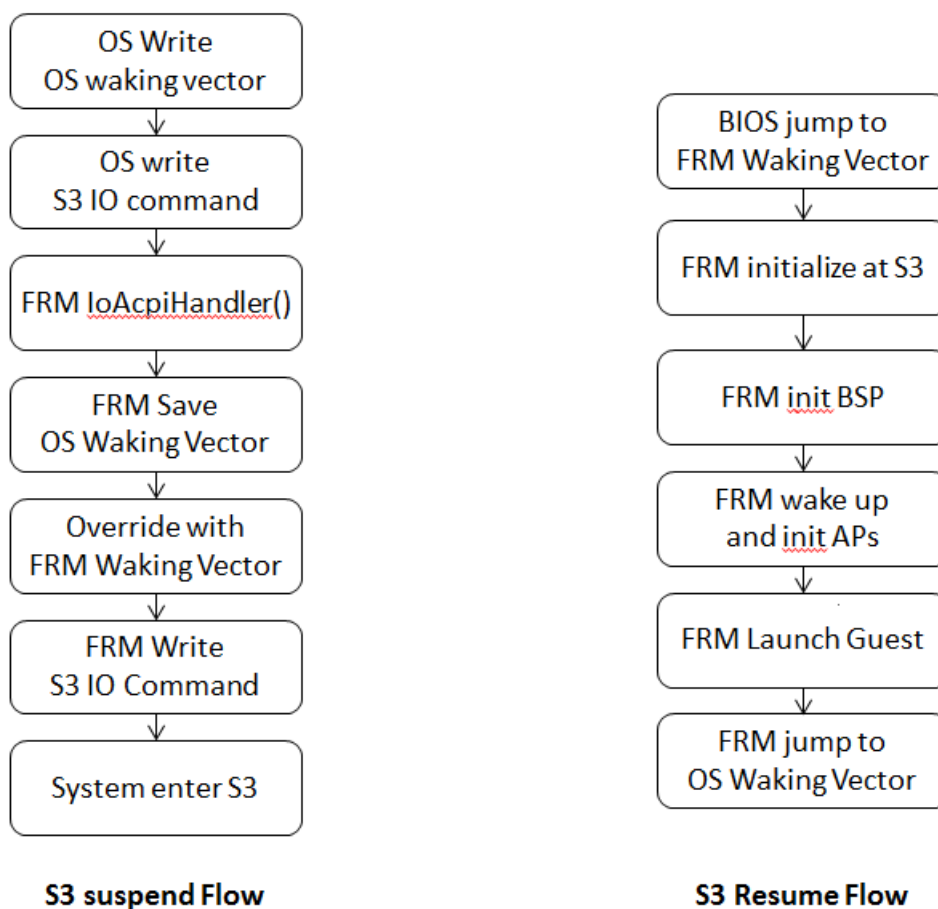 OS Write
OS waking vector
OS write
S3 IO command
FRM IoAcpiHandler()
FRM Save
OS Waking Vector
Override with
FRM Waking Vector
FRM Write
S3 IO Command
System enter S3
S3 suspend Flow
BIOS jump to
FRM Waking Vector
FRM initialize at S3
FRM init BSP
FRM wake up
and init APs
FRM Launch Guest
FRM jump to
OS Waking Vector
S3 Resume Flow